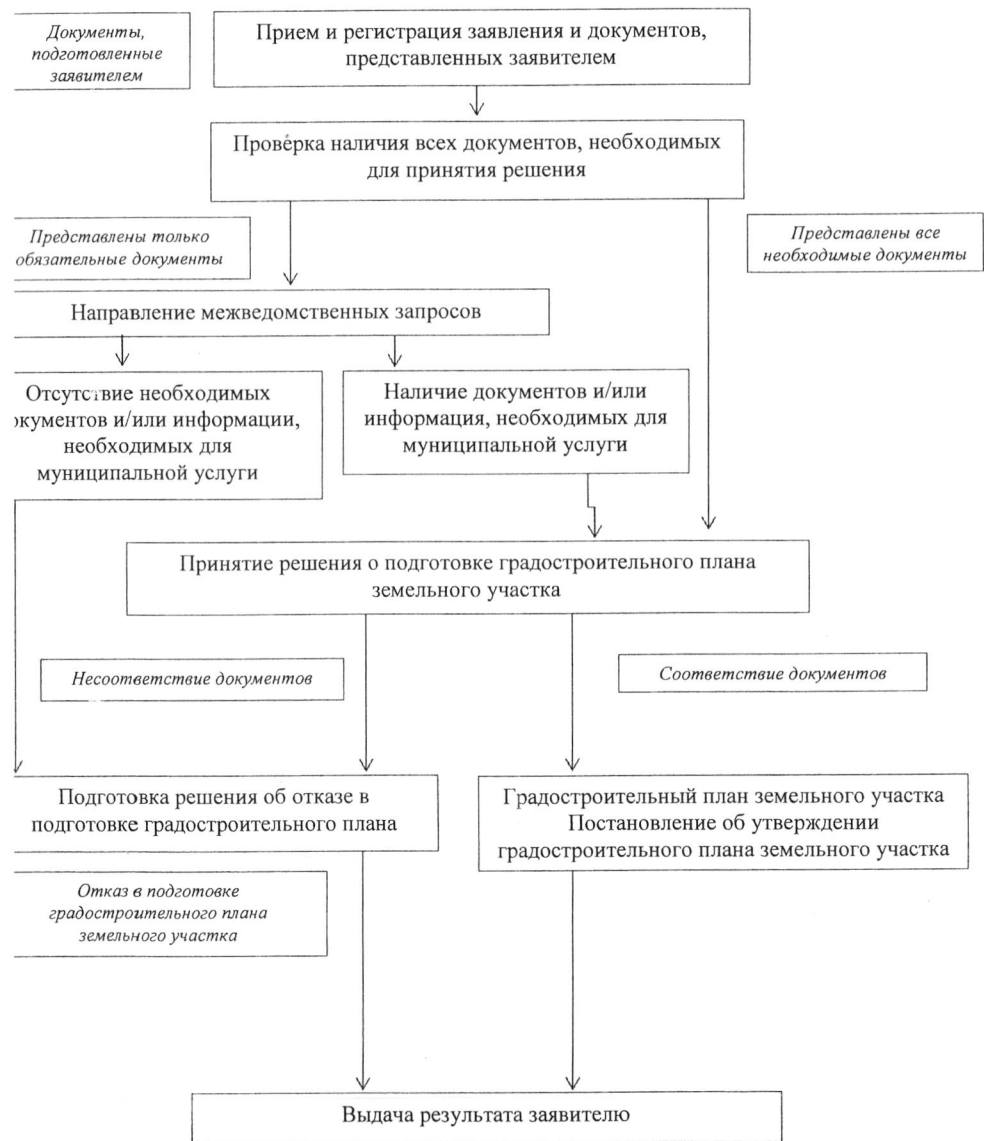 Документы,
подготовленные
заявителем
Прием и регистрация заявления и документов,
представленных заявителем
Проверка наличия всех документов, необходимых
для принятия решения
Представлены только
обязательные документы
Представлены все
необходимые документы
Направление межведомственных запросов
Отсутствие необходимых
окументов и/или информации,
необходимых для
муниципальной услуги
Наличие документов и/или
информация, необходимых для
муниципальной услуги
Принятие решения о подготовке градостроительного плана
земельного участка
Несоответствие документов
Соответствие документов
Подготовка решения об отказе в
подготовке градостроительного плана
Градостроительный план земельного участка
Постановление об утверждении
градостроительного плана земельного участка
Отказ в подготовке
градостроительного плана
земельного участка
Выдача результата заявителю